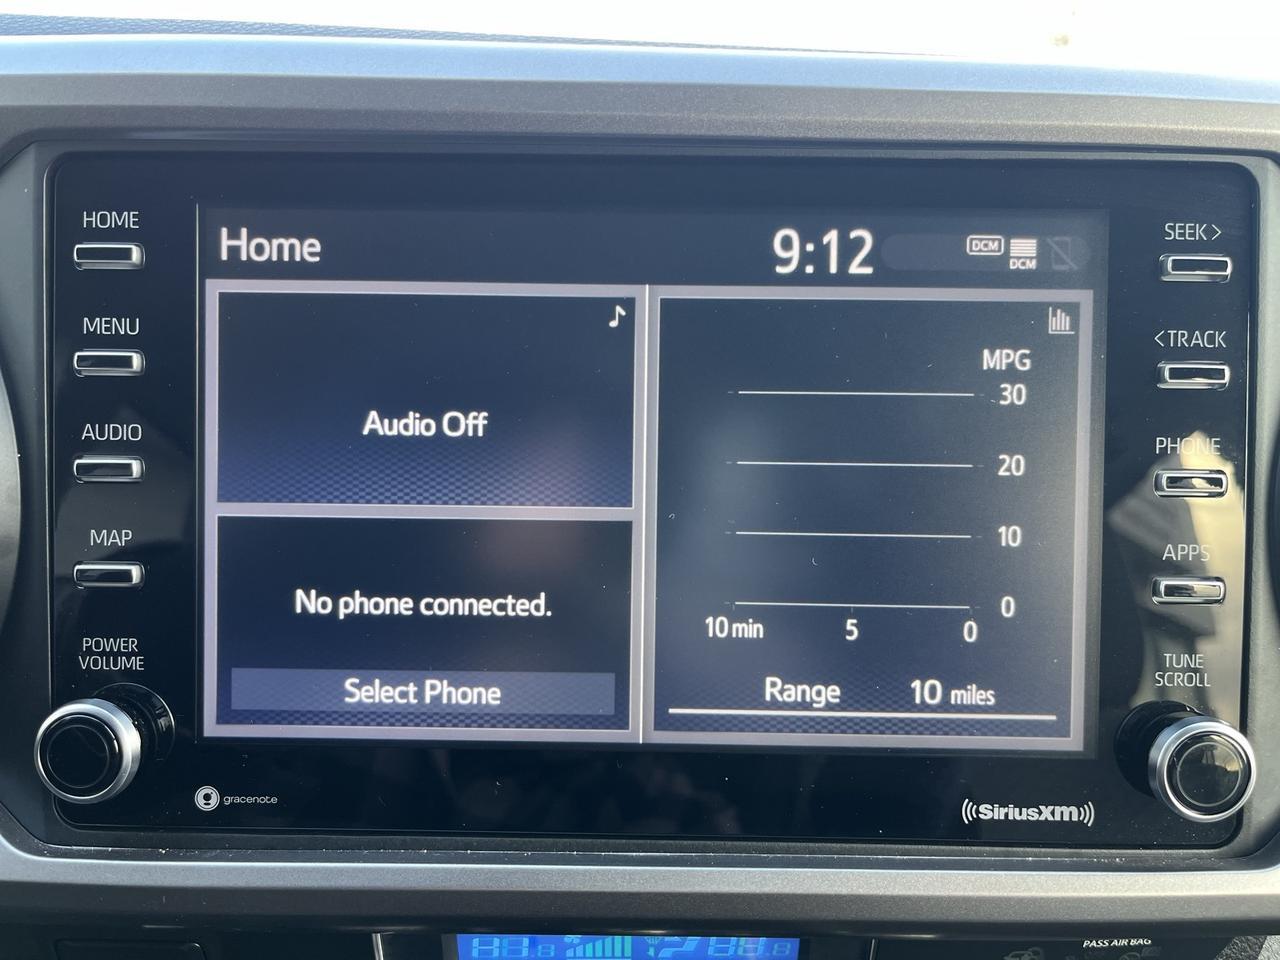 HOME
MENU
AUDIO
MAP
POWER
VOLUME
Home
9:12
DCM
DCM
Audio Off
No phone connected.
Select Phone
MPG
30
20
10
0
10 min 5 0
Range 10 miles
SEEK >
< TRACK
PHONE
APPS
TUNE
SCROLL
gracenote
SiriusXM
PASS AIR BAG